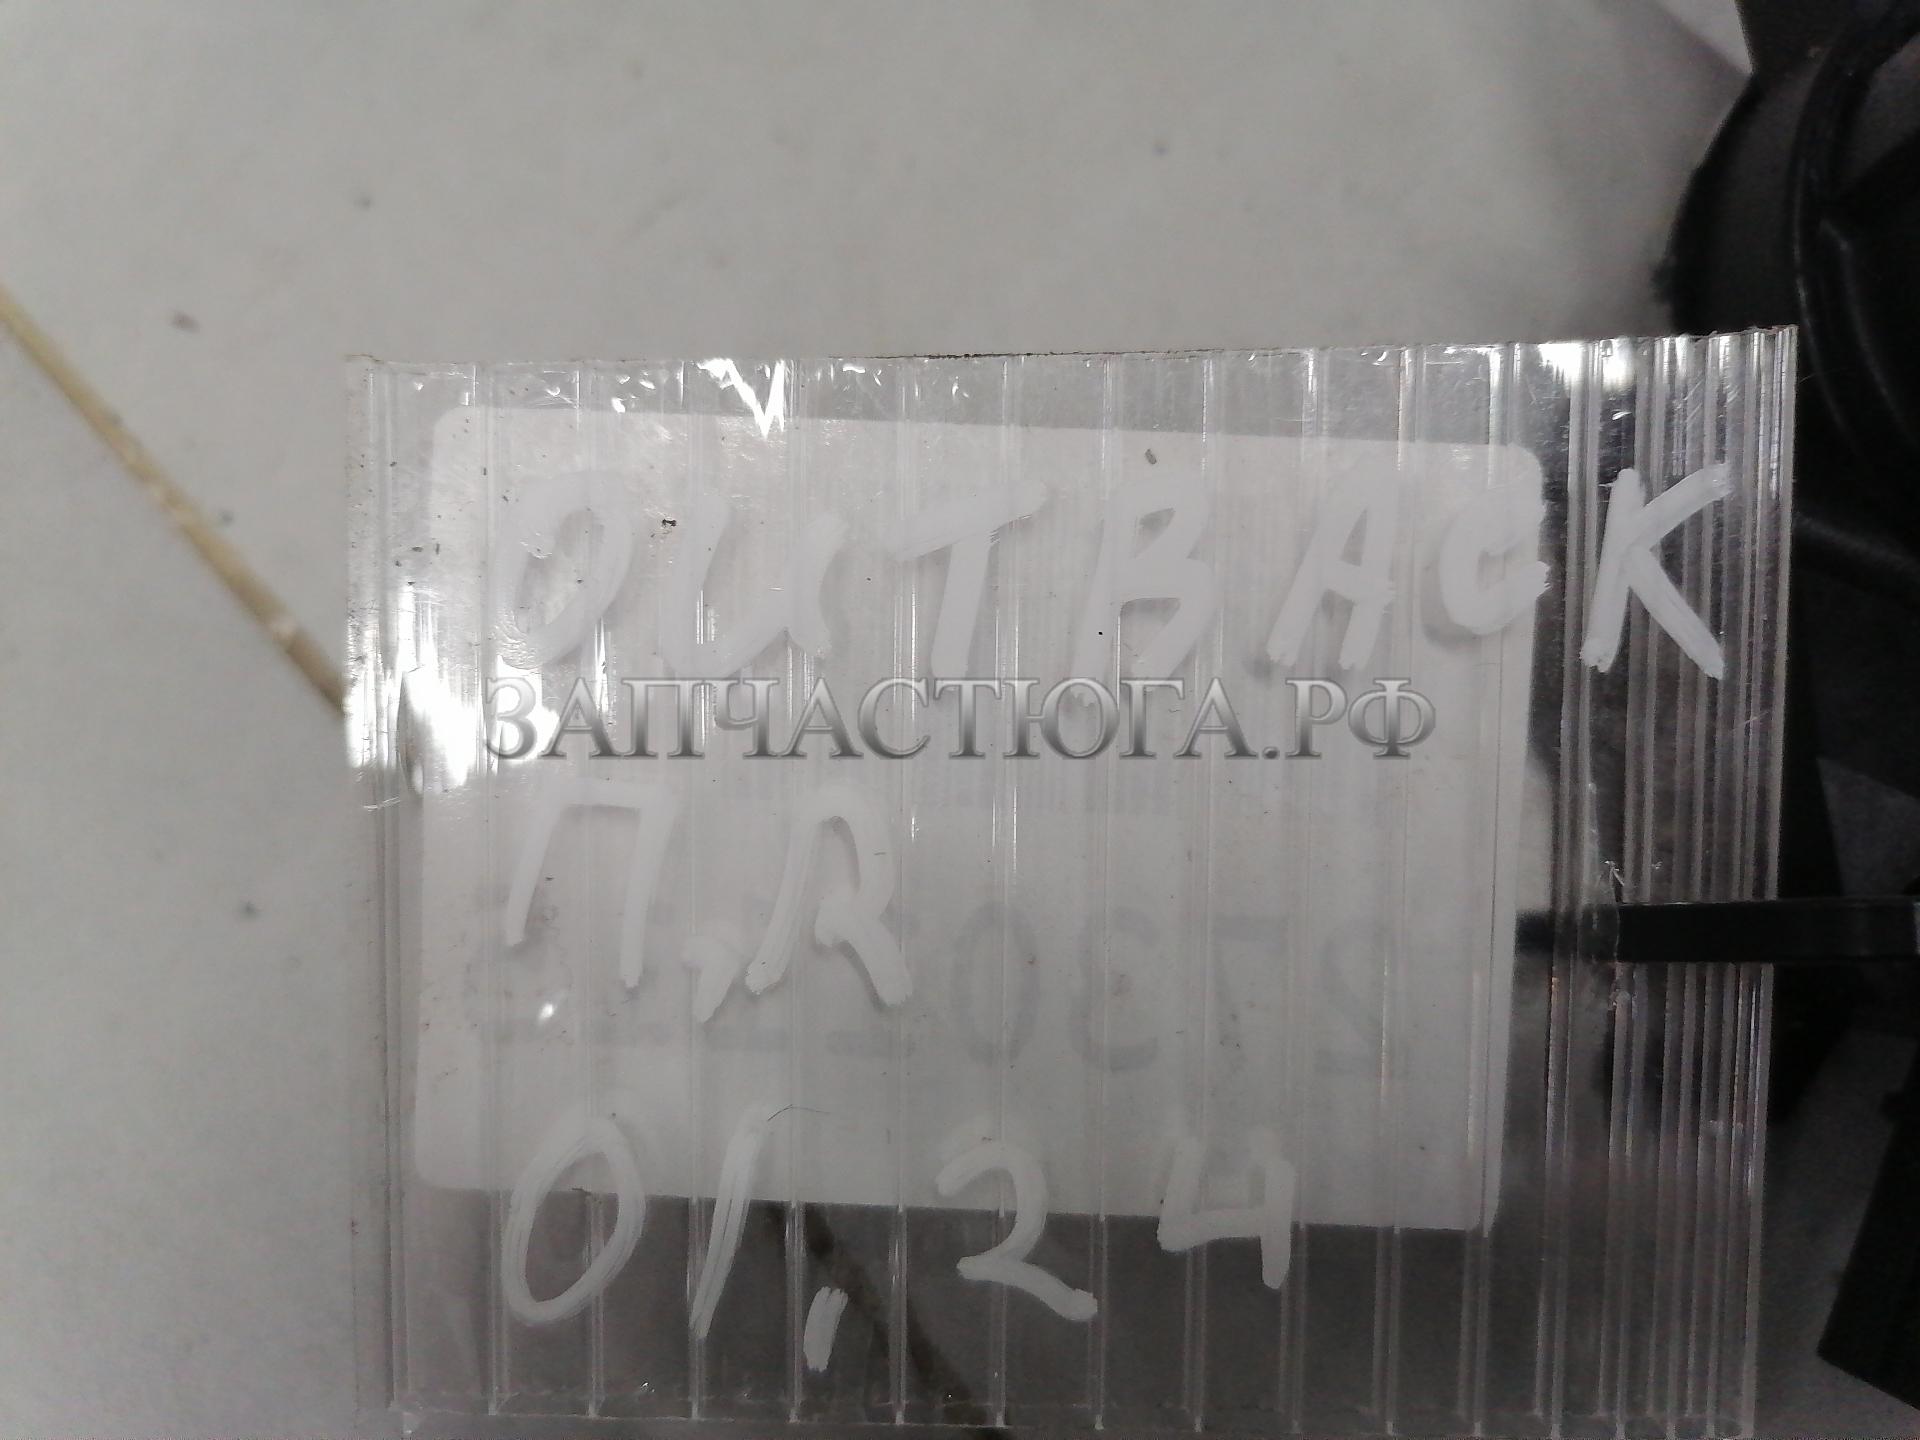 OUTBACK
ЗАПЧАСТЮГА.РФ
П,R
01,24